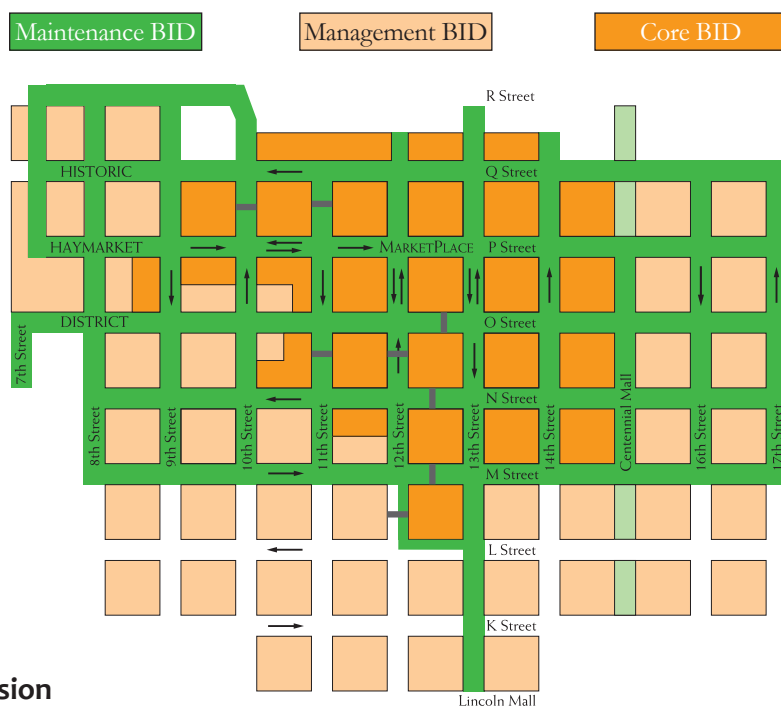 Maintenance BID
Management BID
Core BID
R Street
HISTORIC
Q Street
HAYMARKET
MARKETPLACE
P Street
DISTRICT
O Street
7th Street
N Street
8th Street
9th Street
10th Street
11th Street
12th Street
13th Street
14th Street
Centennial Mall
16th Street
17th Street
M Street
L Street
K Street
sion
Lincoln Mall